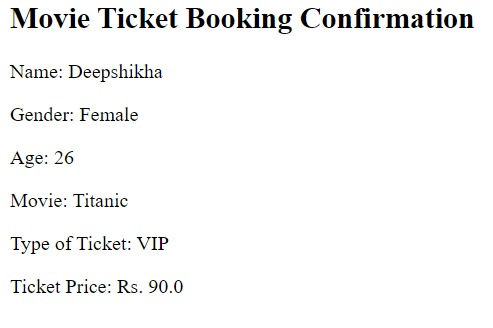 Movie Ticket Booking Confirmation
Name: Deepshikha
Gender: Female
Age: 26
Movie: Titanic
Type of Ticket: VIP
Ticket Price: Rs. 90.0